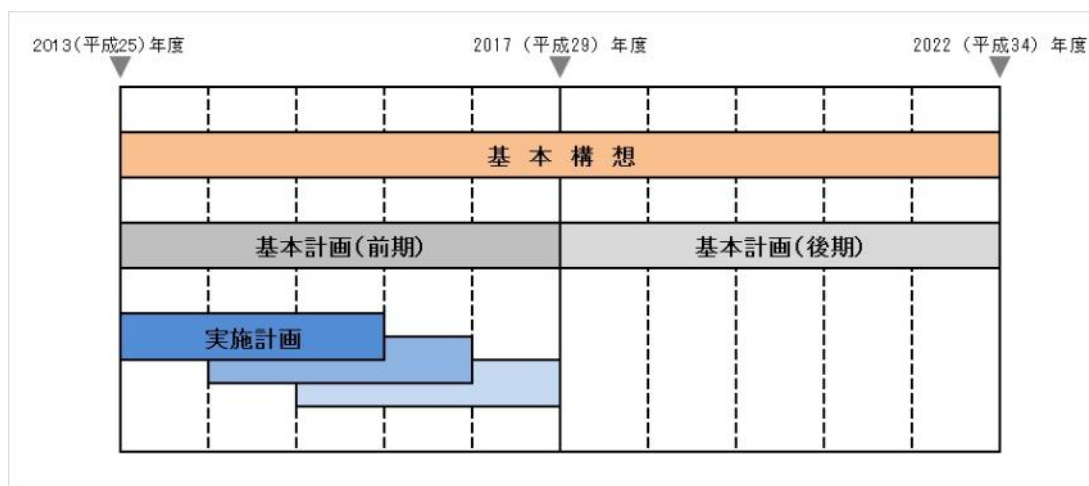 2013(平成25)年度
2017（平成29）年度
2022（平成34）年度
基本構想
基本計画(前期)
基本計画(後期)
実施計画